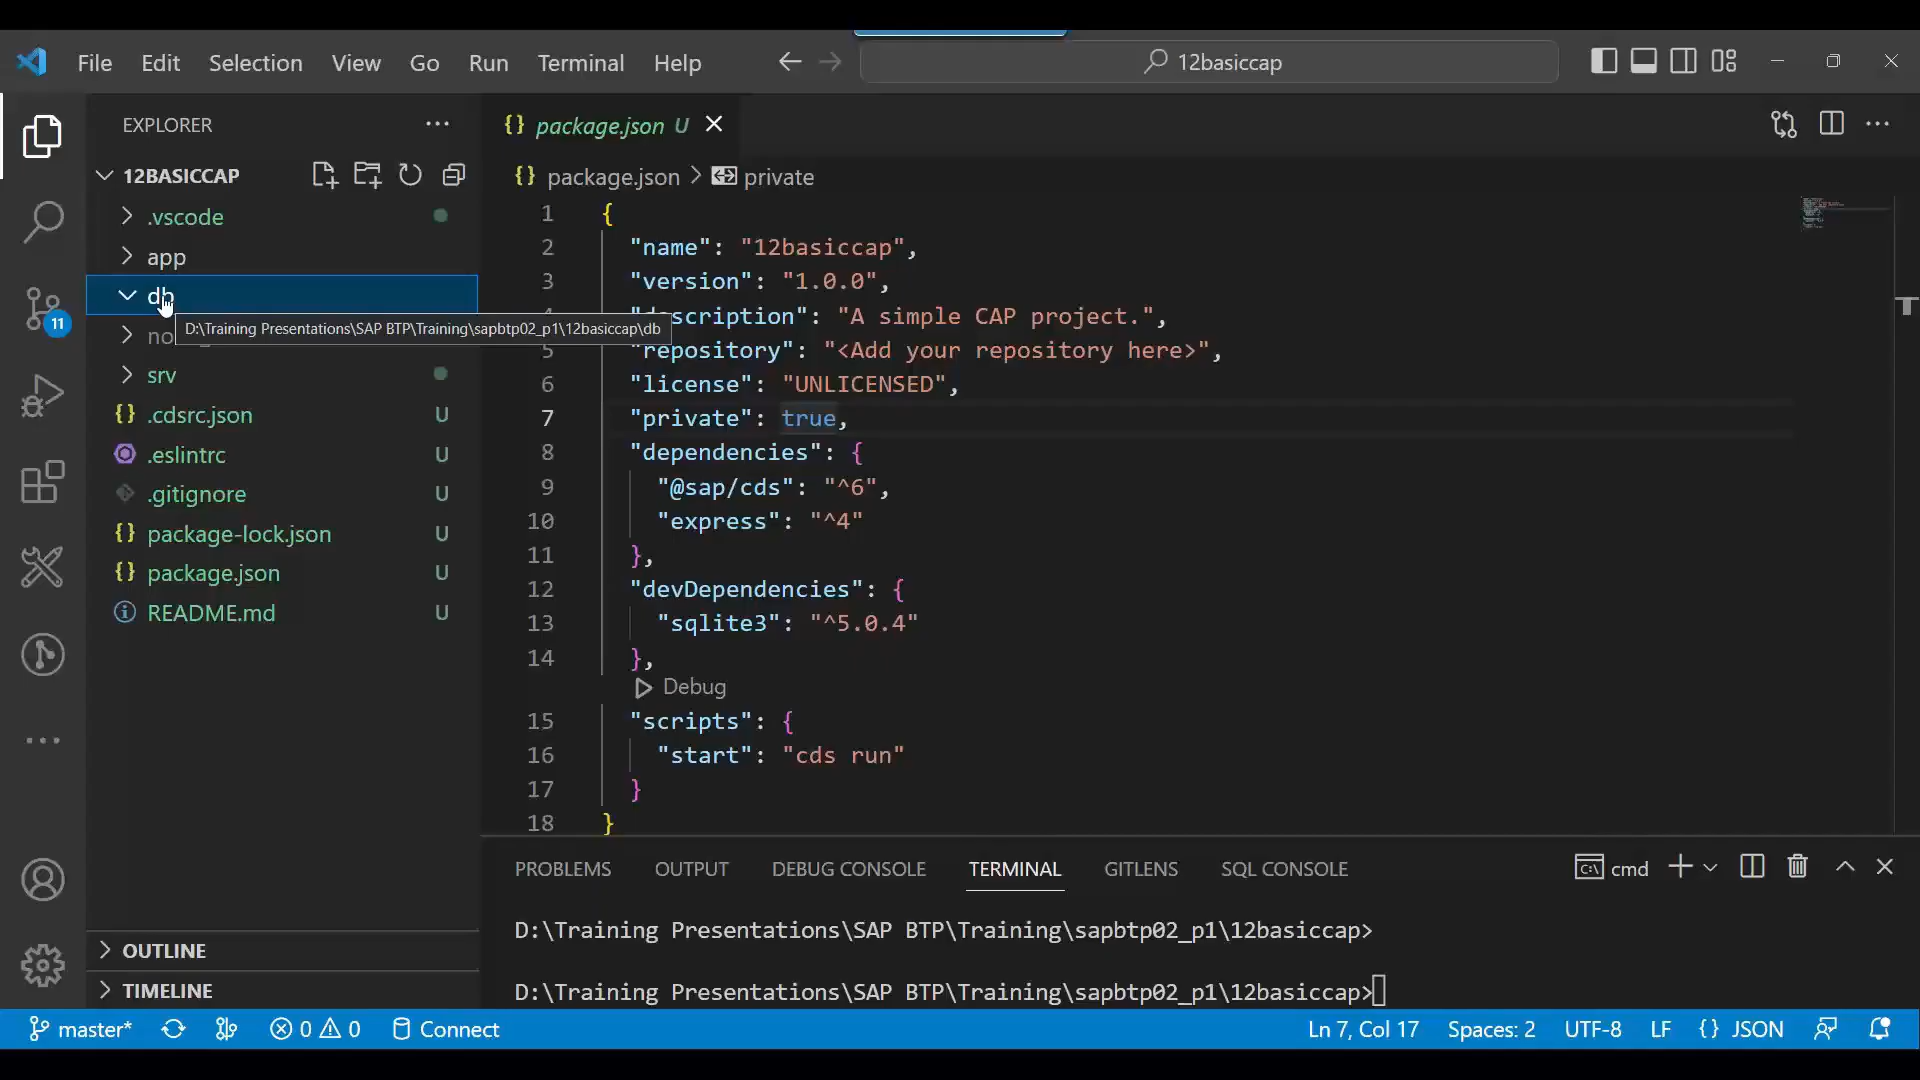 File Edit Selection View Go Run Terminal Help
12basiccap
EXPLORER
12BASICCAP
.vscode
app
db
D:\Training Presentations\SAP BTP\Training\sapbtp02_p1\12basiccap\db
no
srv
.cdsrc.json U
.eslintrc U
.gitignore U
package-lock.json U
package.json U
README.md U
OUTLINE
TIMELINE
11
{} package.json U
{} package.json > private
1 {
2 "name": "12basiccap",
3 "version": "1.0.0",
"description": "A simple CAP project.",
5 "repository": "<Add your repository here>",
6 "license": "UNLICENSED",
7 "private": true,
8 "dependencies": {
9 "@sap/cds": "^6",
10 "express": "^4"
11 },
12 "devDependencies": {
13 "sqlite3": "^5.0.4"
14 },
Debug
15 "scripts": {
16 "start": "cds run"
17 }
18 }
PROBLEMS OUTPUT DEBUG CONSOLE TERMINAL GITLENS SQL CONSOLE
cmd
D:\Training Presentations\SAP BTP\Training\sapbtp02_p1\12basiccap>
D:\Training Presentations\SAP BTP\Training\sapbtp02_p1\12basiccap>
master* 0 0 Connect
Ln 7, Col 17 Spaces: 2 UTF-8 LF {} JSON